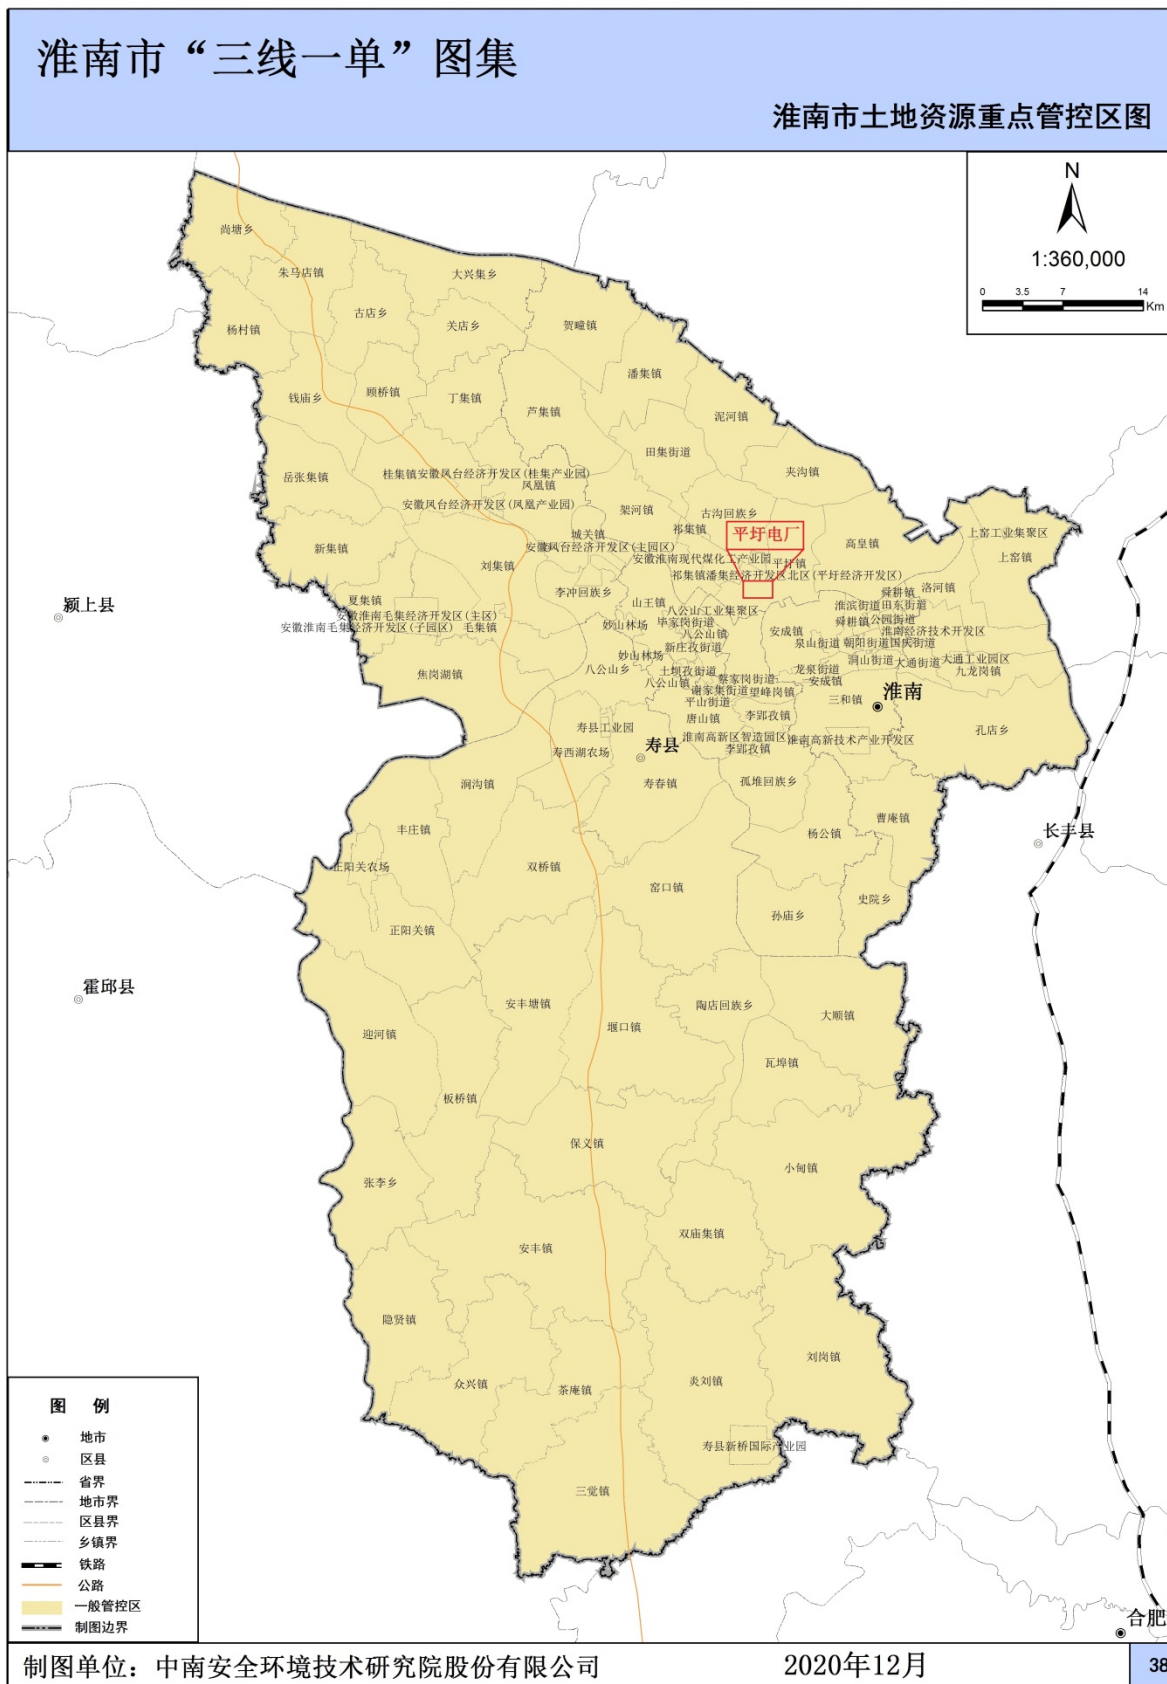 淮南市“三线一单”图集
淮南市土地资源重点管控区图
N
1:360,000
0 3.5 7 14
Km
尚塘乡
朱马店镇
大兴集乡
古店乡
关店乡
贺疃镇
杨村镇
潘集镇
钱庙乡
顾桥镇
丁集镇
芦集镇
泥河镇
田集街道
岳张集镇
桂集镇
安徽凤台经济开发区(桂集产业园)
夹沟镇
凤凰镇
安徽凤台经济开发区(凤凰产业园)
架河镇
古沟回族乡
祁集镇
平圩电厂
城关镇
新集镇
安徽凤台经济开发区(主园区)
高皇镇
上窑工业集聚区
上窑镇
安徽淮南现代煤化工产业园
平圩镇
刘集镇
祁集镇
潘集经济开发区北区(平圩经济开发区)
李冲回族乡
舜耕镇
洛河镇
颍上县
夏集镇
山王镇
淮滨街道
田东街道
安徽淮南毛集经济开发区(主区)
八公山工业集聚区
毕家岗街道
舜耕镇
公园街道
安徽淮南毛集经济开发区(子园区)
毛集镇
妙山林场
八公山镇
安成镇
淮南经济技术开发区
新庄孜街道
泉山街道
朝阳街道
国庆街道
妙山林场
洞山街道
大通街道
大通工业园区
焦岗湖镇
八公山乡
土坝孜街道
龙泉街道
九龙岗镇
八公山镇
蔡家岗街道
安成镇
谢家集街道
望峰岗镇
淮南
平山街道
三和镇
寿县工业园
唐山镇
李郢孜镇
孔店乡
寿县
淮南高新区智造园区
淮南高新技术产业开发区
寿西湖农场
李郢孜镇
涧沟镇
寿春镇
孤堆回族乡
曹庵镇
丰庄镇
杨公镇
长丰县
正阳关农场
双桥镇
窑口镇
史院乡
孙庙乡
正阳关镇
霍邱县
安丰塘镇
陶店回族乡
大顺镇
迎河镇
堰口镇
瓦埠镇
板桥镇
保义镇
小甸镇
张李乡
双庙集镇
安丰镇
隐贤镇
刘岗镇
众兴镇
茶庵镇
炎刘镇
寿县新桥国际产业园
三觉镇
图 例
地市
区县
省界
地市界
区县界
乡镇界
铁路
公路
一般管控区
制图边界
合肥
制图单位：中南安全环境技术研究院股份有限公司
2020年12月
38